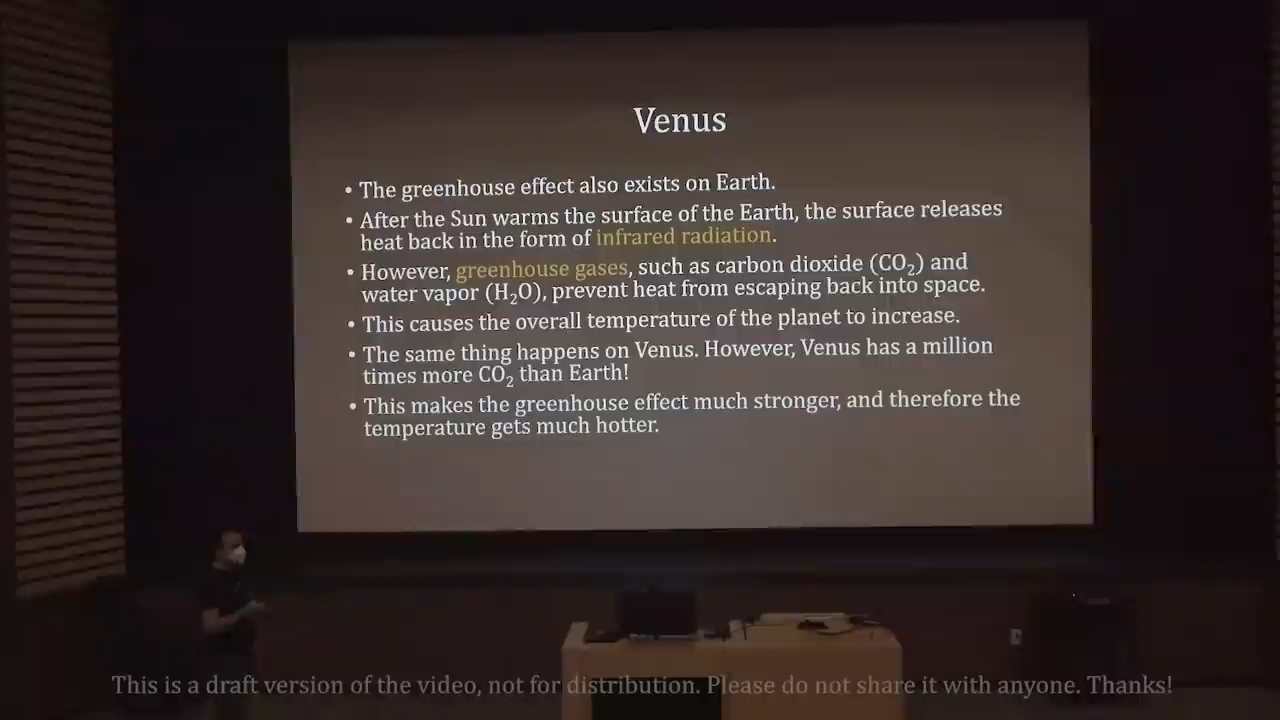 Venus
• The greenhouse effect also exists on Earth.
• After the Sun warms the surface of the Earth, the surface releases
heat back in the form of infrared radiation.
• However, greenhouse gases, such as carbon dioxide (CO₂) and
water vapor (H₂O), prevent heat from escaping back into space.
• This causes the overall temperature of the planet to increase.
• The same thing happens on Venus. However, Venus has a million
times more CO₂ than Earth!
• This makes the greenhouse effect much stronger, and therefore the
temperature gets much hotter.
This is a draft version of the video, not for distribution. Please do not share it with anyone. Thanks!